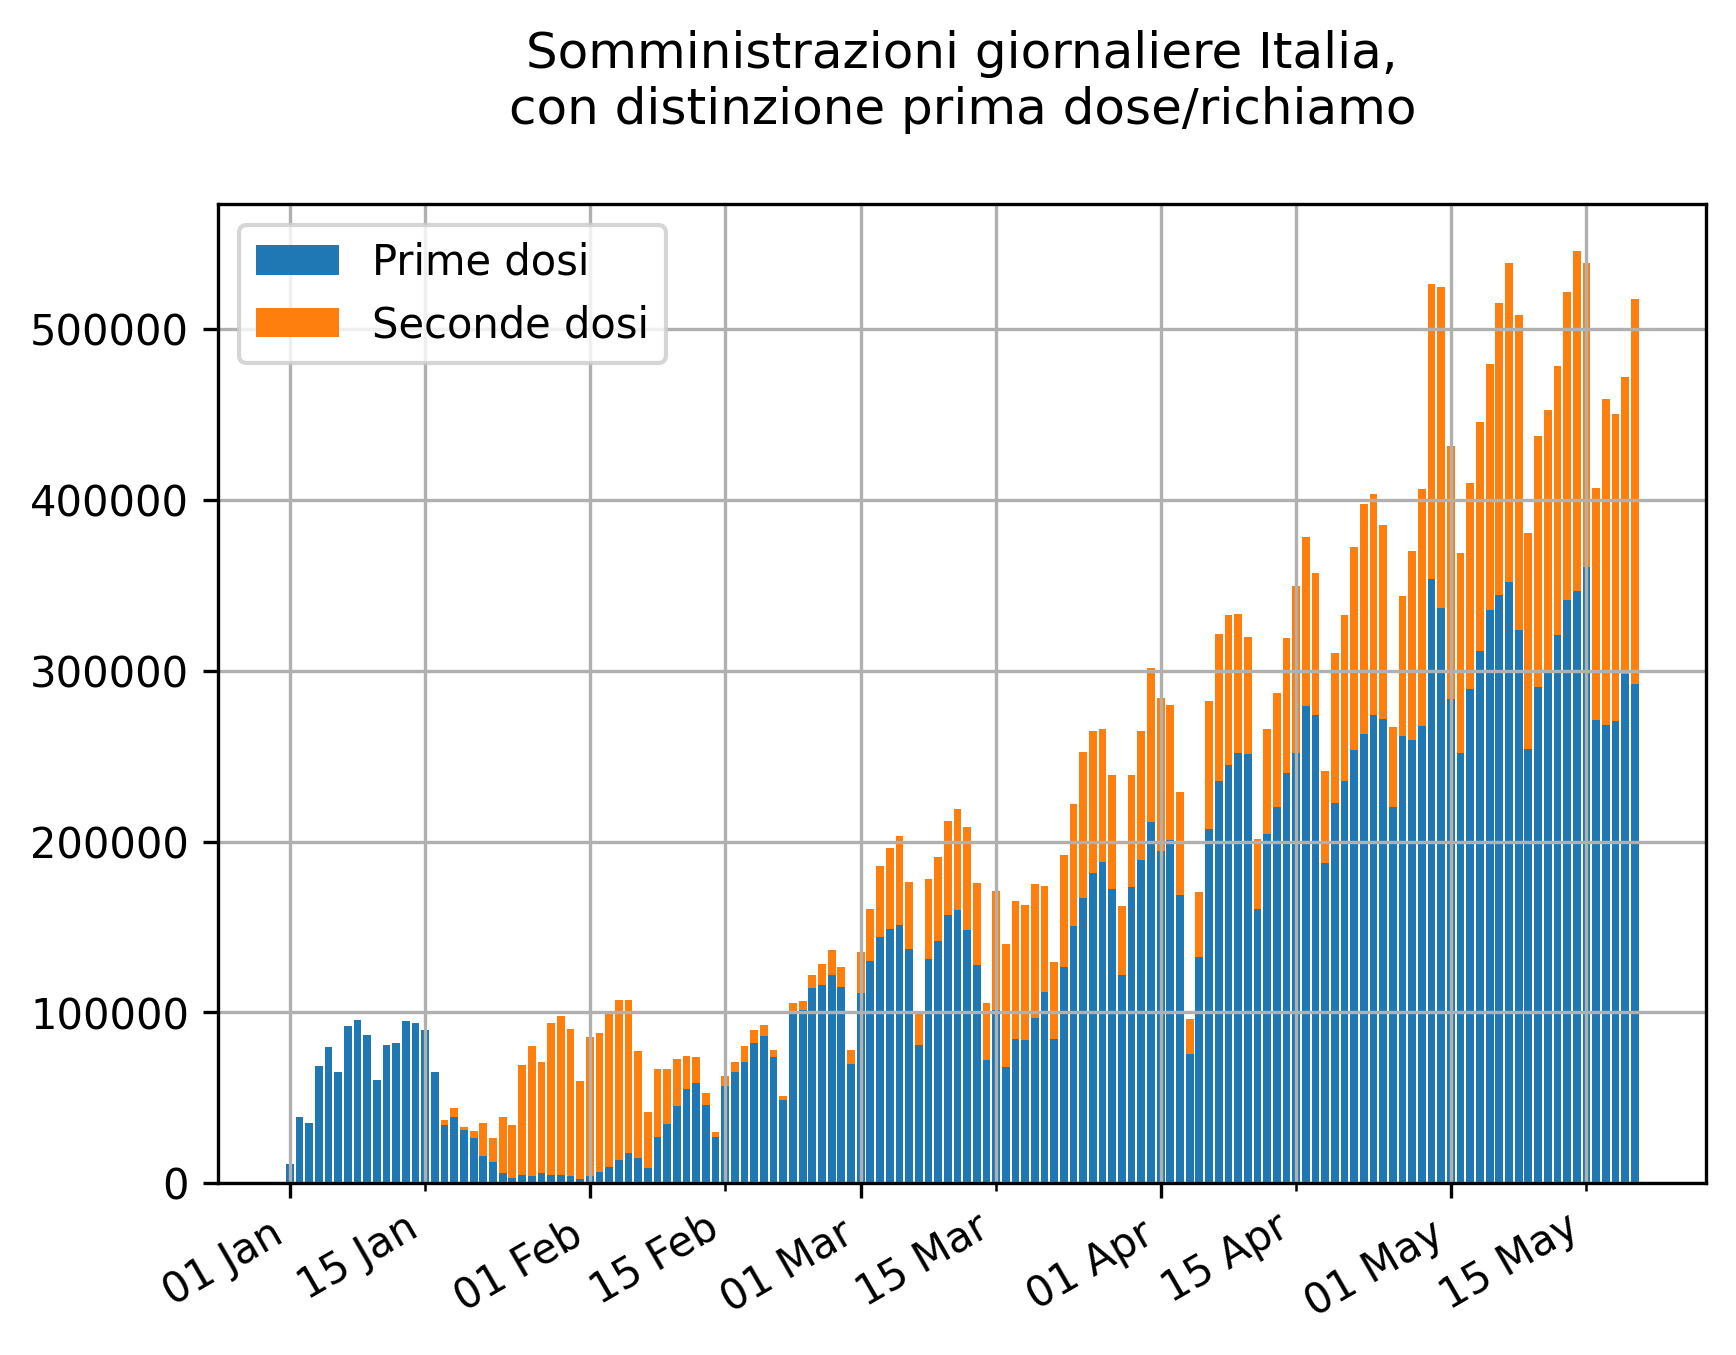 Somministrazioni giornaliere Italia,
con distinzione prima dose/richiamo
Prime dosi
Seconde dosi
500000
400000
300000
200000
100000
0
01 Jan
15 Jan
01 Feb
15 Feb
01 Mar
15 Mar
01 Apr
15 Apr
01 May
15 May